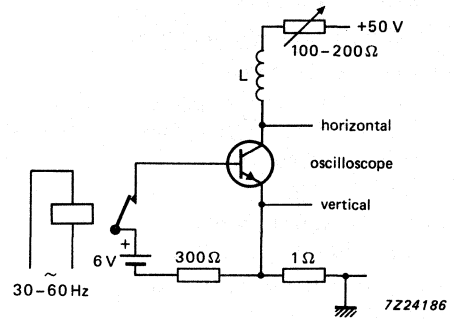 +50 V
100–200Ω
L
horizontal
oscilloscope
vertical
+
6 V
300Ω
1Ω
~
30–60 Hz
7Z24186